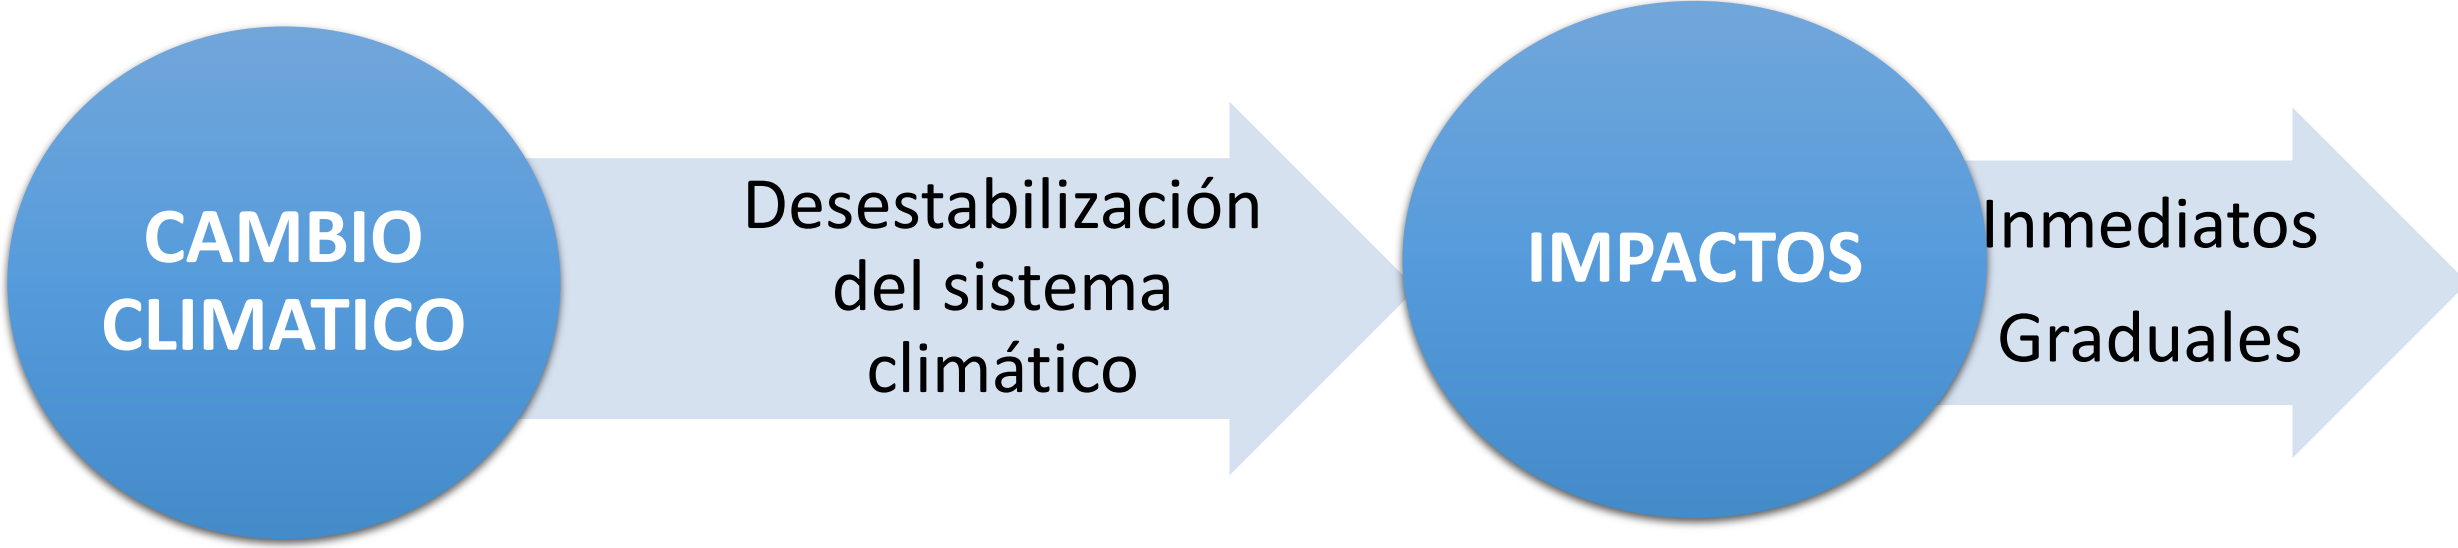 CAMBIO
CLIMATICO
Desestabilización
del sistema
climático
IMPACTOS
Inmediatos
Graduales